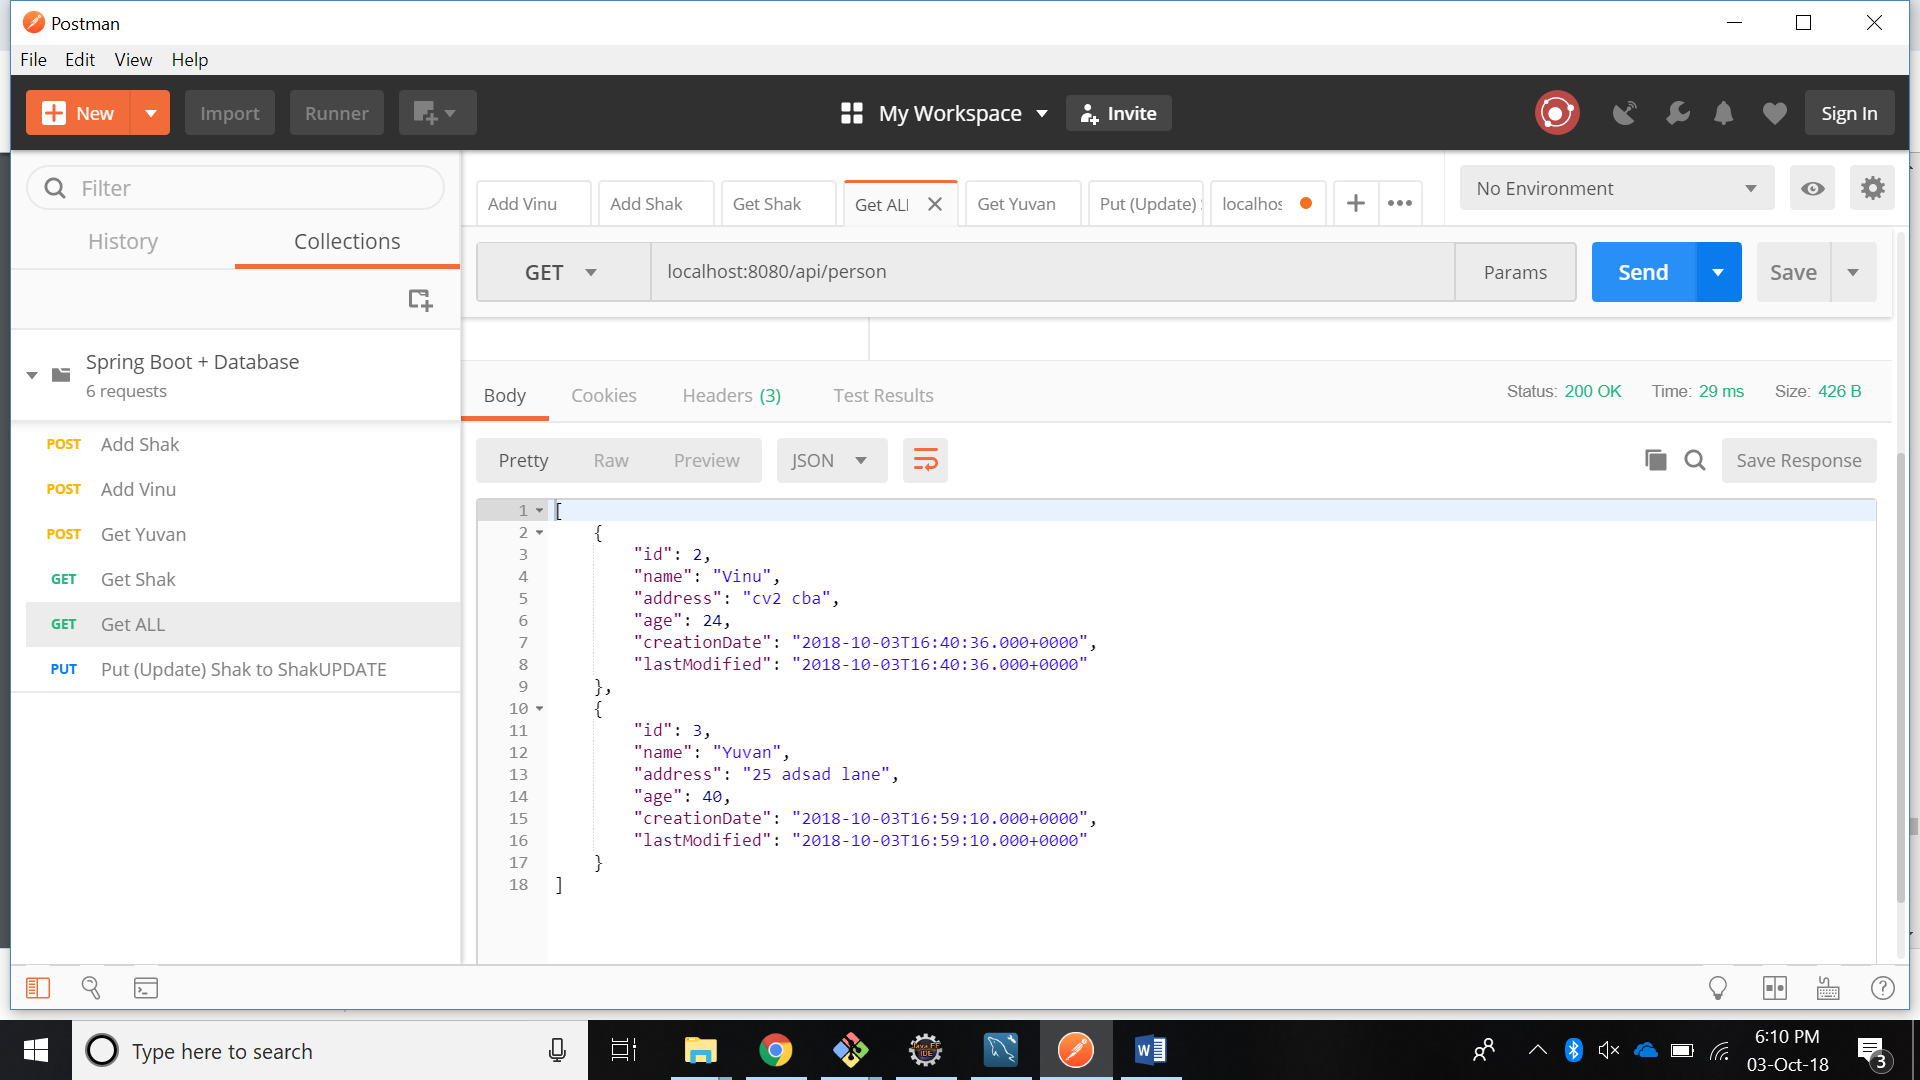 Postman
File Edit View Help
New Import Runner My Workspace Invite Sign In
Filter
History Collections
Spring Boot + Database
6 requests
POST Add Shak
POST Add Vinu
POST Get Yuvan
GET Get Shak
GET Get ALL
PUT Put (Update) Shak to ShakUPDATE
Add Vinu Add Shak Get Shak Get ALL Get Yuvan Put (Update) localhos
No Environment
GET localhost:8080/api/person Params Send Save
Body Cookies Headers (3) Test Results Status: 200 OK Time: 29 ms Size: 426 B
Pretty Raw Preview JSON Save Response
1 [
2 {
3 "id": 2,
4 "name": "Vinu",
5 "address": "cv2 cba",
6 "age": 24,
7 "creationDate": "2018-10-03T16:40:36.000+0000",
8 "lastModified": "2018-10-03T16:40:36.000+0000"
9 },
10 {
11 "id": 3,
12 "name": "Yuvan",
13 "address": "25 adsad lane",
14 "age": 40,
15 "creationDate": "2018-10-03T16:59:10.000+0000",
16 "lastModified": "2018-10-03T16:59:10.000+0000"
17 }
18 ]
Type here to search
Java EE
IDE
W
6:10 PM
03-Oct-18
3